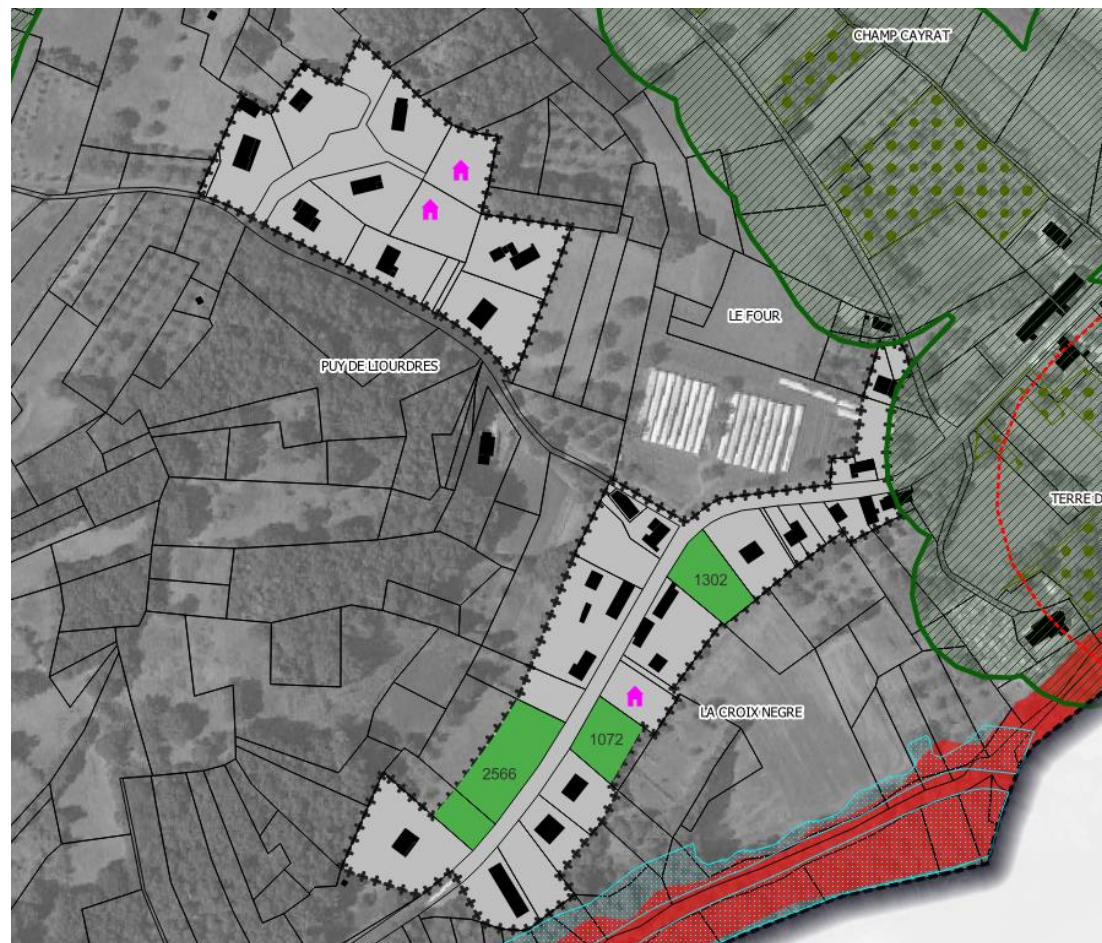 CHAMP CAYRAT
LE FOUR
PUY DE LIOURDRES
TERRE D
1302
LA CROIX NEGRE
1072
2566